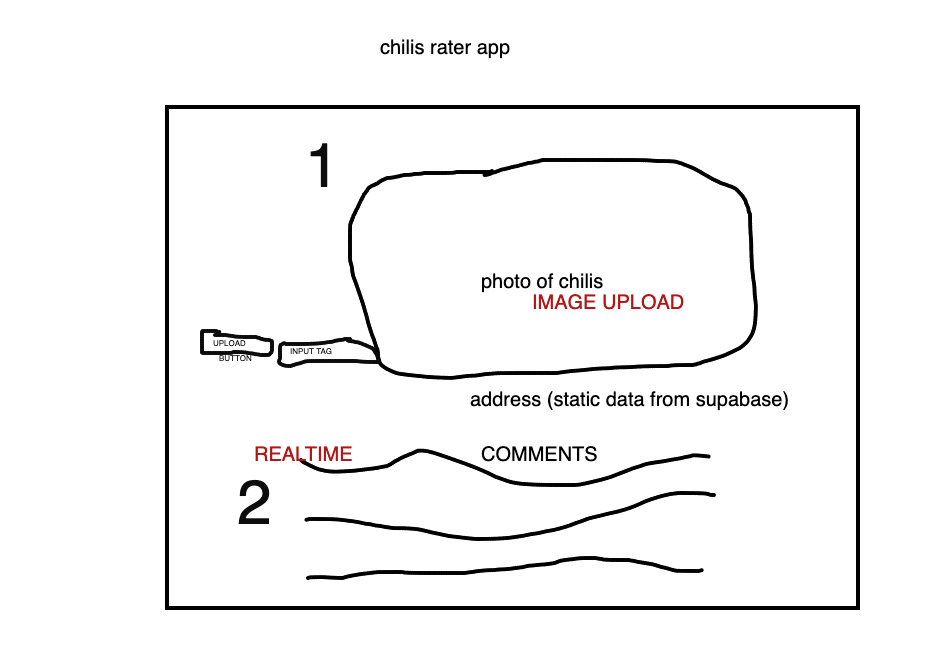 chilis rater app
1
photo of chilis
IMAGE UPLOAD
UPLOAD
BUTTON
INPUT TAG
address (static data from supabase)
REALTIME
COMMENTS
2